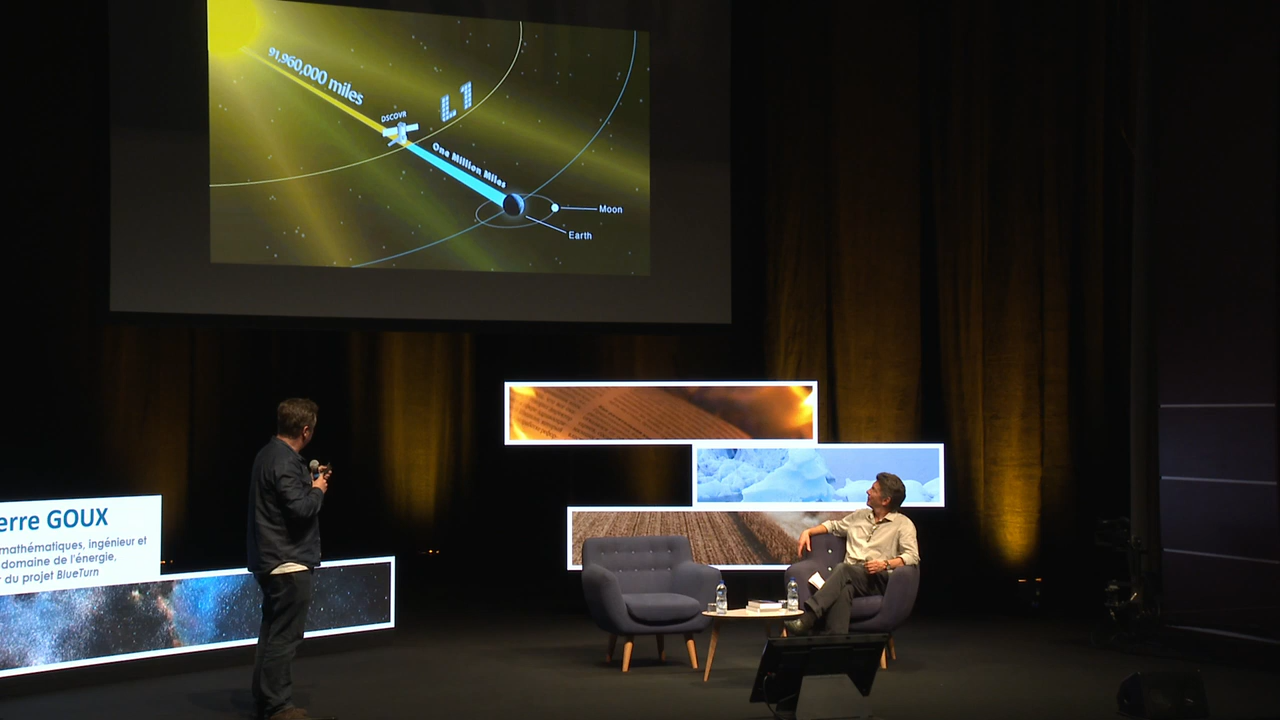 91,960,000 miles
L1
DSCOVR
One Million Miles
Moon
Earth
erre GOUX
mathématiques, ingénieur et
domaine de l'énergie,
du projet BlueTurn